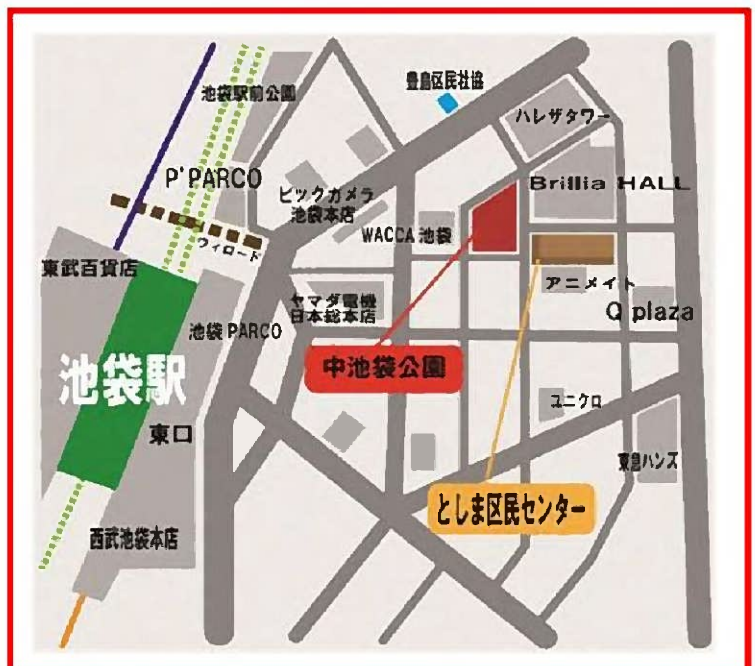 豊島区民社協
池袋駅前公園
ハレザタワー
P'PARCO
ビックカメラ
池袋本店
Brillia HALL
WACCA 池袋
ウィロード
東武百貨店
アニメイト
ヤマダ電機
日本総本店
Q plaza
池袋 PARCO
中池袋公園
池袋駅
ユニクロ
東口
東急ハンズ
としま区民センター
西武池袋本店